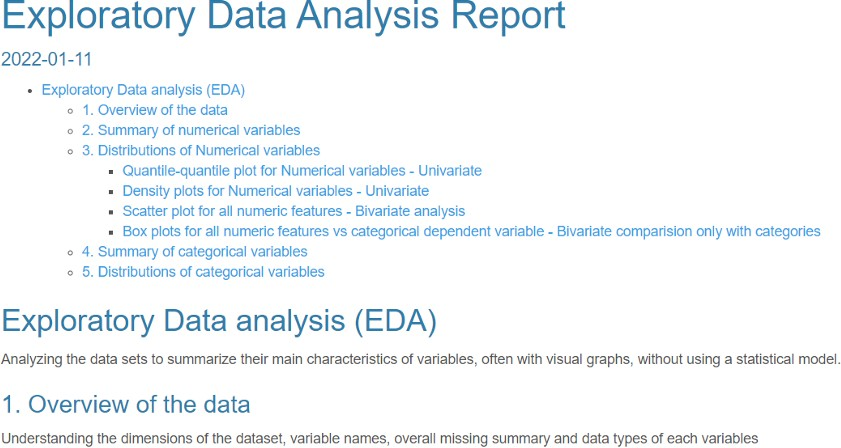 Exploratory Data Analysis Report
2022-01-11
Exploratory Data analysis (EDA)
1. Overview of the data
2. Summary of numerical variables
3. Distributions of Numerical variables
Quantile-quantile plot for Numerical variables - Univariate
Density plots for Numerical variables - Univariate
Scatter plot for all numeric features - Bivariate analysis
Box plots for all numeric features vs categorical dependent variable - Bivariate comparision only with categories
4. Summary of categorical variables
5. Distributions of categorical variables
Exploratory Data analysis (EDA)
Analyzing the data sets to summarize their main characteristics of variables, often with visual graphs, without using a statistical model.
1. Overview of the data
Understanding the dimensions of the dataset, variable names, overall missing summary and data types of each variables